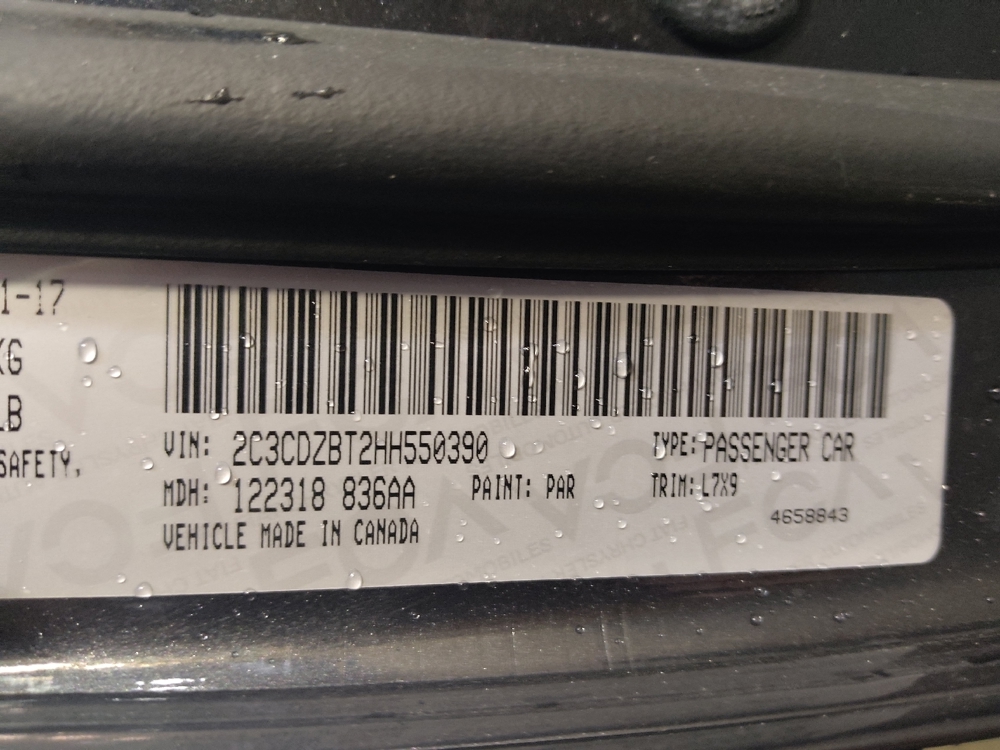 1-17
KG
LB
SAFETY,
VIN: 2C3CDZBT2HH550390 TYPE: PASSENGER CAR
MDH: 122318 836AA PAINT: PAR TRIM: L7X9
VEHICLE MADE IN CANADA 4658843